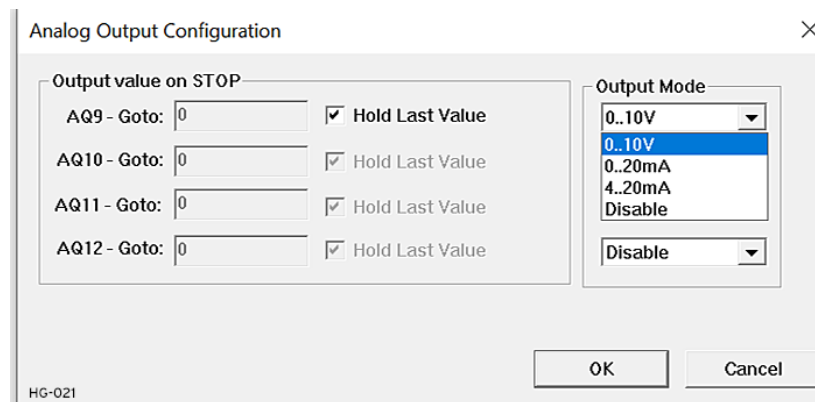 Analog Output Configuration
Output value on STOP
Output Mode
AQ9 - Goto: 0 Hold Last Value 0..10V
0..10V
AQ10 - Goto: 0 Hold Last Value
0..20mA
4..20mA
AQ11 - Goto: 0 Hold Last Value
Disable
AQ12 - Goto: 0 Hold Last Value Disable
OK Cancel
HG-021